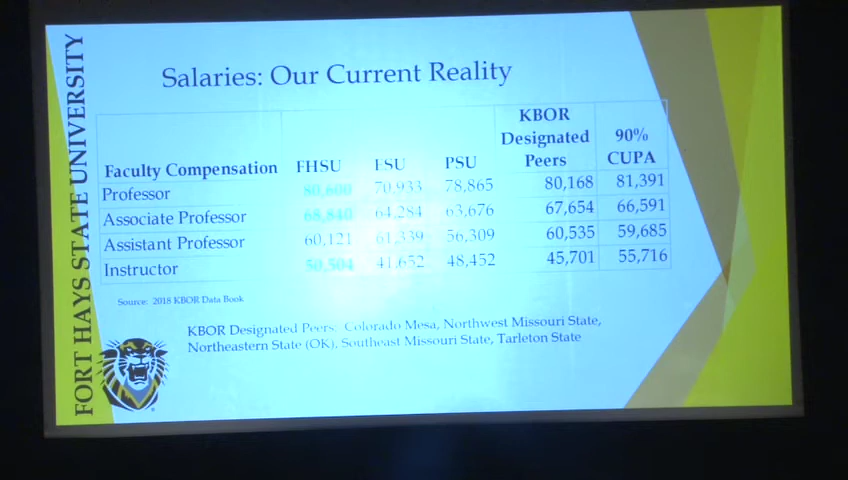 FORT HAYS STATE UNIVERSITY
Salaries: Our Current Reality
Faculty Compensation FHSU ESU PSU KBOR Designated Peers 90% CUPA
Professor 70,933 78,865 80,168 81,391
Associate Professor 68,840 64,284 63,676 67,654 66,591
Assistant Professor 60,121 61,339 56,309 60,535 59,685
Instructor 50,504 41,652 48,452 45,701 55,716
Source: 2018 KBOR Data Book
KBOR Designated Peers: Colorado Mesa, Northwest Missouri State,
Northeastern State (OK), Southeast Missouri State, Tarleton State